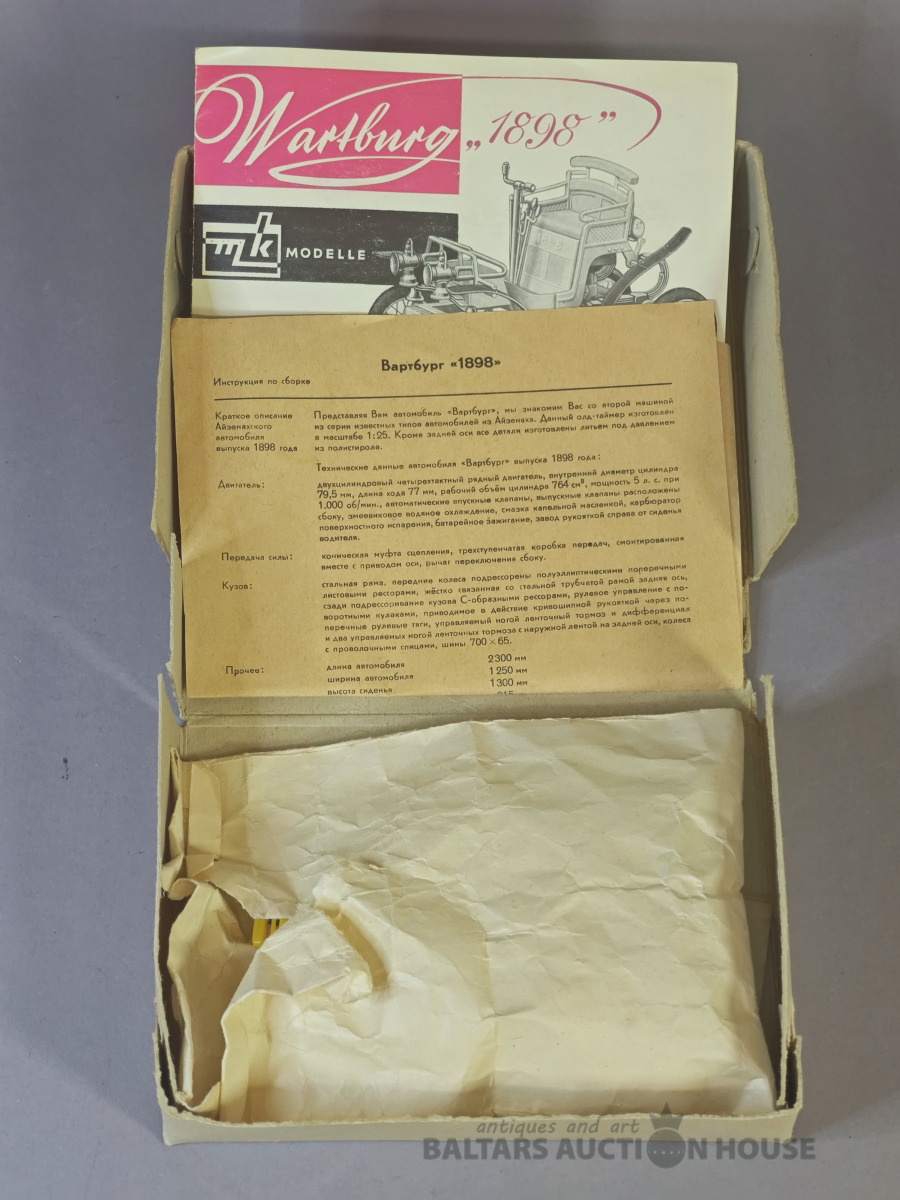 Wartburg „1898”
mk MODELLE
Вартбург «1898»
Инструкция по сборке
Краткое описание
Айзенахского
автомобиля
выпуска 1898 года
Представляя Вам автомобиль «Вартбург», мы знакомим Вас со второй машиной
из серии известных типов автомобилей из Айзенаха. Данный олд-таймер изготовлен
в масштабе 1:25. Кроме задней оси все детали изготовлены литьем под давлением
из полистирола.
Технические данные автомобиля «Вартбург» выпуска 1898 года:
Двигатель:
двухцилиндровый четырехтактный рядный двигатель, внутренний диаметр цилиндра
79,5 мм, длина хода 77 мм, рабочий объём цилиндра 764 см³, мощность 5 л. с. при
1.000 об/мин., автоматические впускные клапаны, выпускные клапаны расположены
сбоку, змеевиковое водяное охлаждение, смазка капельной масленкой, карбюратор
поверхностного испарения, батарейное зажигание, завод рукояткой справа от сиденья
водителя.
Передача силы:
коническая муфта сцепления, трехступенчатая коробка передач, смонтированная
вместе с приводом оси, рычаг переключения сбоку.
Кузов:
стальная рама, передние колеса подрессорены полуэллиптическими поперечными
листовыми рессорами, жёстко связанная со стальной трубчатой рамой задняя ось,
сзади подрессоривание кузова С-образными рессорами, рулевое управление с по-
воротными кулаками, приводимое в действие кривошипной рукояткой через по-
перечные рулевые тяги, управляемый ногой ленточный тормоз и дифференциал
и два управляемых ногой ленточных тормоза с наружной лентой на задней оси, колеса
с проволочными спицами, шины 700 × 65.
Прочее:
длина автомобиля 2300 мм
ширина автомобиля 1250 мм
высота сиденья 1300 мм
antiques and art
BALTARS AUCTION HOUSE